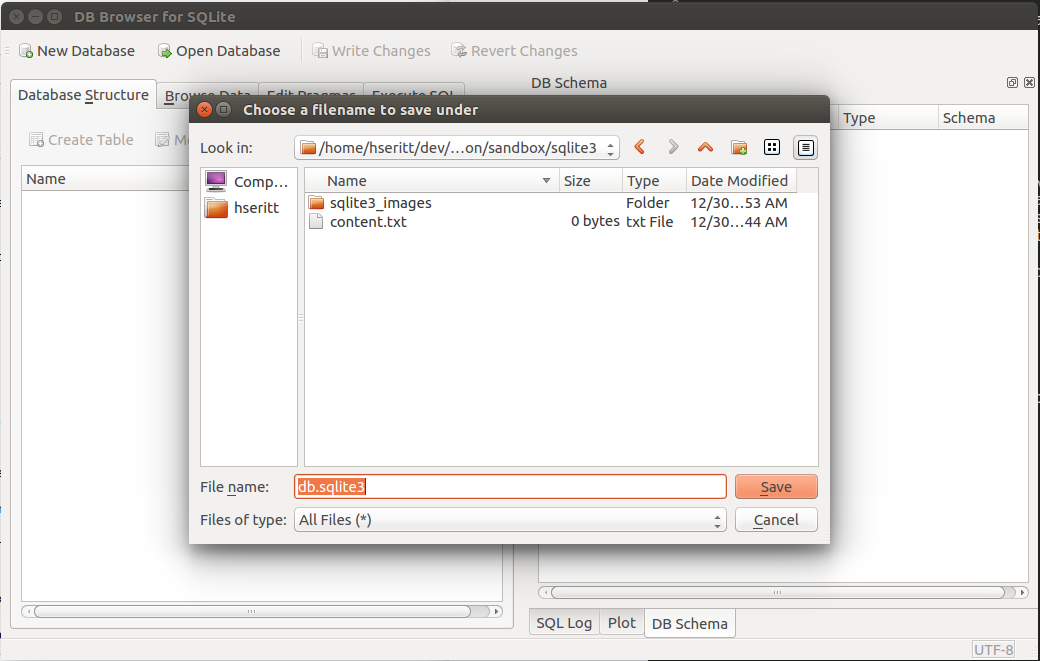 DB Browser for SQLite
New Database Open Database Write Changes Revert Changes
DB Schema
Database Structure Browse Data Edit Pragmas Execute SQL
Choose a filename to save under
Type Schema
Create Table
Look in: /home/hseritt/dev/…on/sandbox/sqlite3
Name
Comp...
hseritt
Name Size Type Date Modified
sqlite3_images Folder 12/30...53 AM
content.txt 0 bytes txt File 12/30...44 AM
File name: db.sqlite3 Save
Files of type: All Files (*) Cancel
SQL Log Plot DB Schema
UTF-8